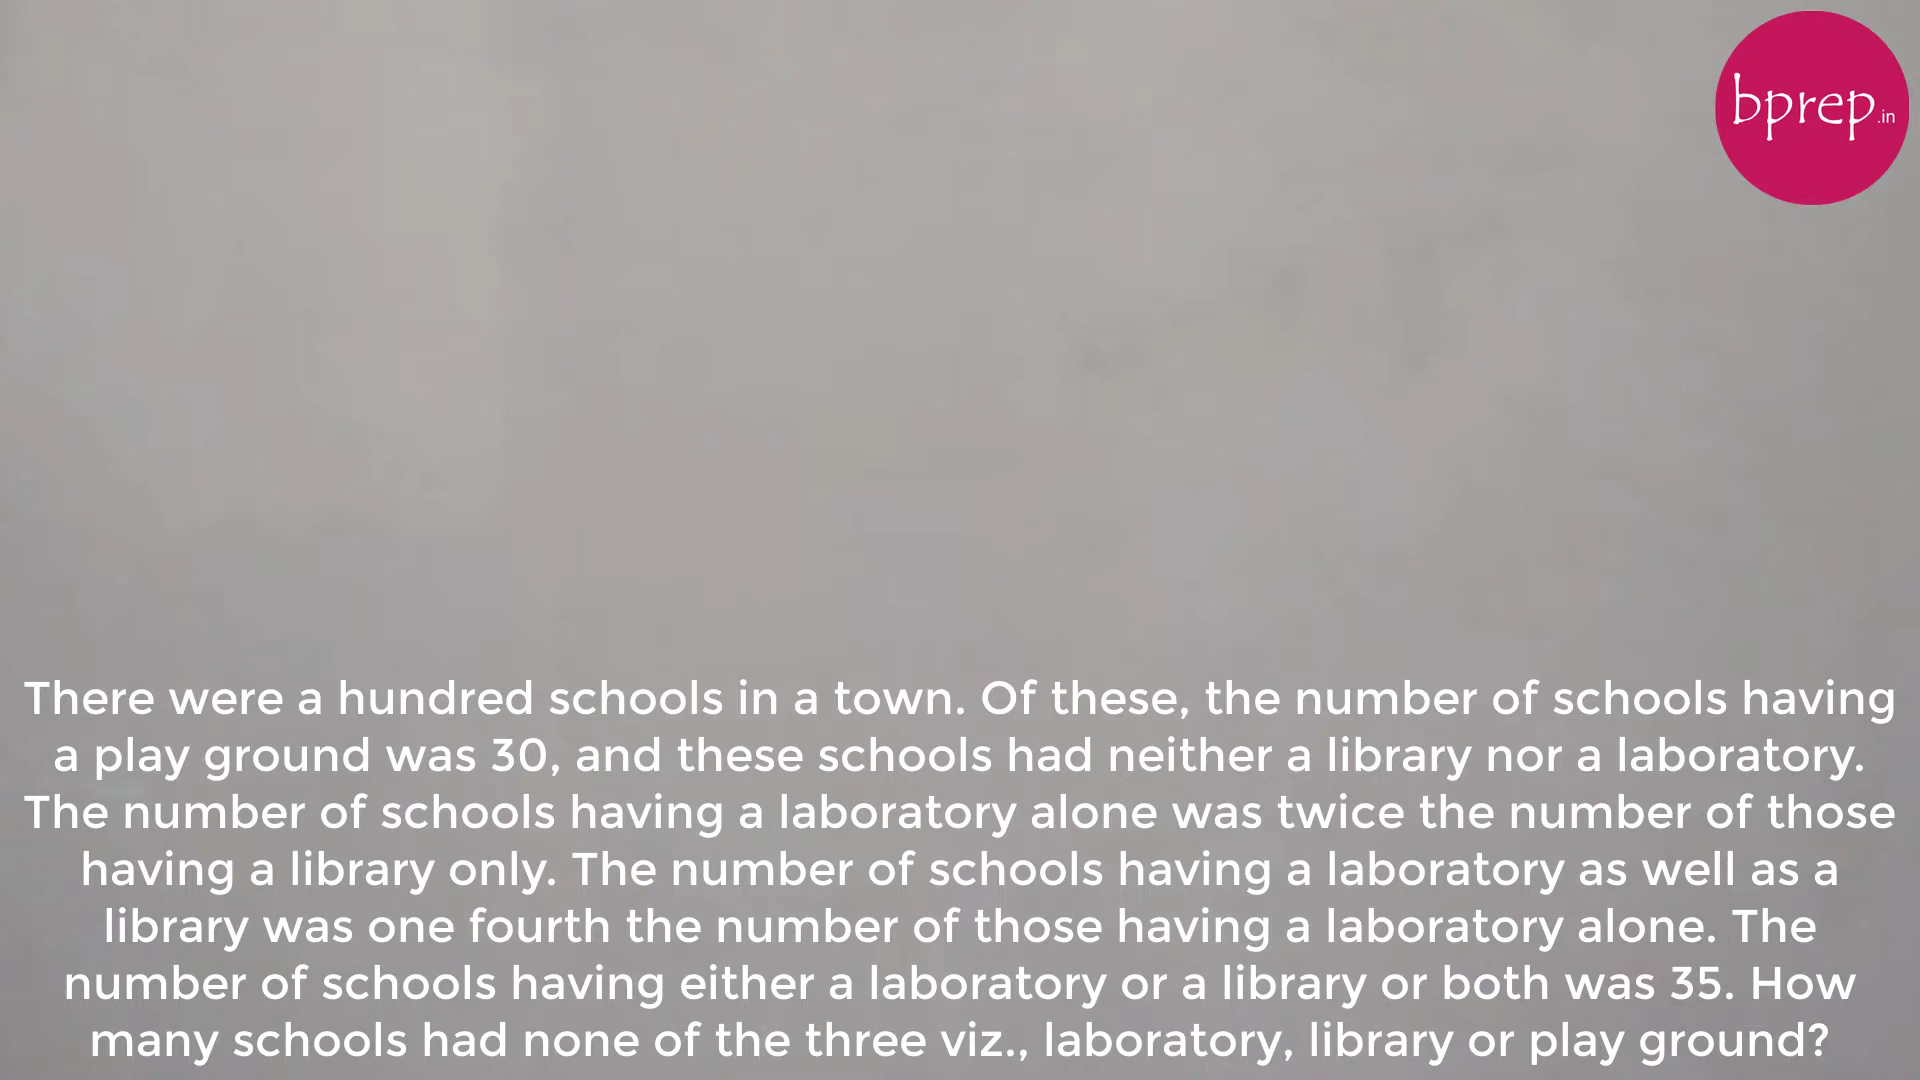 bprep.in
There were a hundred schools in a town. Of these, the number of schools having
a play ground was 30, and these schools had neither a library nor a laboratory.
The number of schools having a laboratory alone was twice the number of those
having a library only. The number of schools having a laboratory as well as a
library was one fourth the number of those having a laboratory alone. The
number of schools having either a laboratory or a library or both was 35. How
many schools had none of the three viz., laboratory, library or play ground?